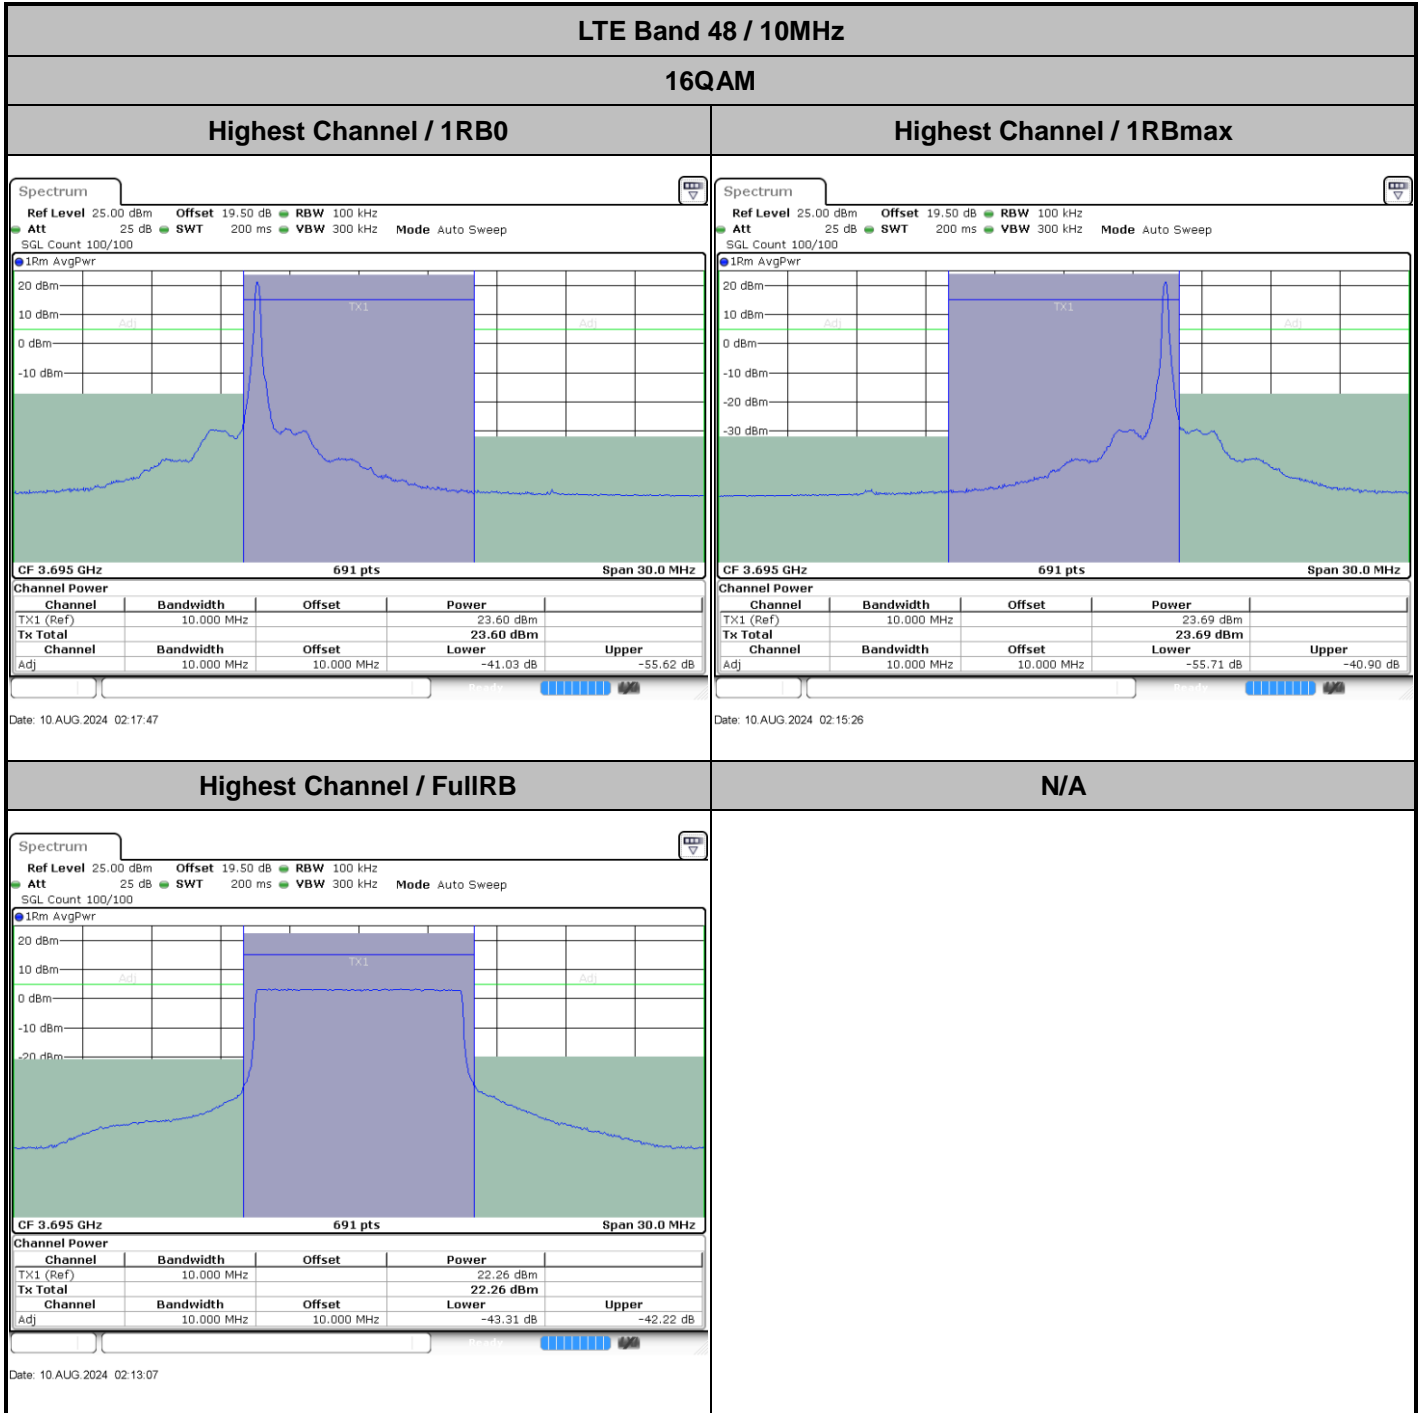 LTE Band 48 / 10MHz
16QAM
Highest Channel / 1RB0
Highest Channel / 1RBmax
Spectrum
Ref Level 25.00 dBm Offset 19.50 dB RBW 100 kHz
Att 25 dB SWT 200 ms VBW 300 kHz Mode Auto Sweep
SGL Count 100/100
1Rm AvgPwr
20 dBm
10 dBm
0 dBm
-10 dBm
Adj
TX1
Adj
CF 3.695 GHz 691 pts Span 30.0 MHz
Channel Power
Channel Bandwidth Offset Power
TX1 (Ref) 10.000 MHz 23.60 dBm
Tx Total 23.60 dBm
Channel Bandwidth Offset Lower Upper
Adj 10.000 MHz 10.000 MHz -41.03 dB -55.62 dB
Ready
Date: 10.AUG.2024 02:17:47
Spectrum
Ref Level 25.00 dBm Offset 19.50 dB RBW 100 kHz
Att 25 dB SWT 200 ms VBW 300 kHz Mode Auto Sweep
SGL Count 100/100
1Rm AvgPwr
20 dBm
10 dBm
0 dBm
-10 dBm
-20 dBm
-30 dBm
Adj
TX1
Adj
CF 3.695 GHz 691 pts Span 30.0 MHz
Channel Power
Channel Bandwidth Offset Power
TX1 (Ref) 10.000 MHz 23.69 dBm
Tx Total 23.69 dBm
Channel Bandwidth Offset Lower Upper
Adj 10.000 MHz 10.000 MHz -55.71 dB -40.90 dB
Ready
Date: 10.AUG.2024 02:15:26
Highest Channel / FullRB
N/A
Spectrum
Ref Level 25.00 dBm Offset 19.50 dB RBW 100 kHz
Att 25 dB SWT 200 ms VBW 300 kHz Mode Auto Sweep
SGL Count 100/100
1Rm AvgPwr
20 dBm
10 dBm
0 dBm
-10 dBm
-20 dBm
Adj
TX1
Adj
CF 3.695 GHz 691 pts Span 30.0 MHz
Channel Power
Channel Bandwidth Offset Power
TX1 (Ref) 10.000 MHz 22.26 dBm
Tx Total 22.26 dBm
Channel Bandwidth Offset Lower Upper
Adj 10.000 MHz 10.000 MHz -43.31 dB -42.22 dB
Ready
Date: 10.AUG.2024 02:13:07